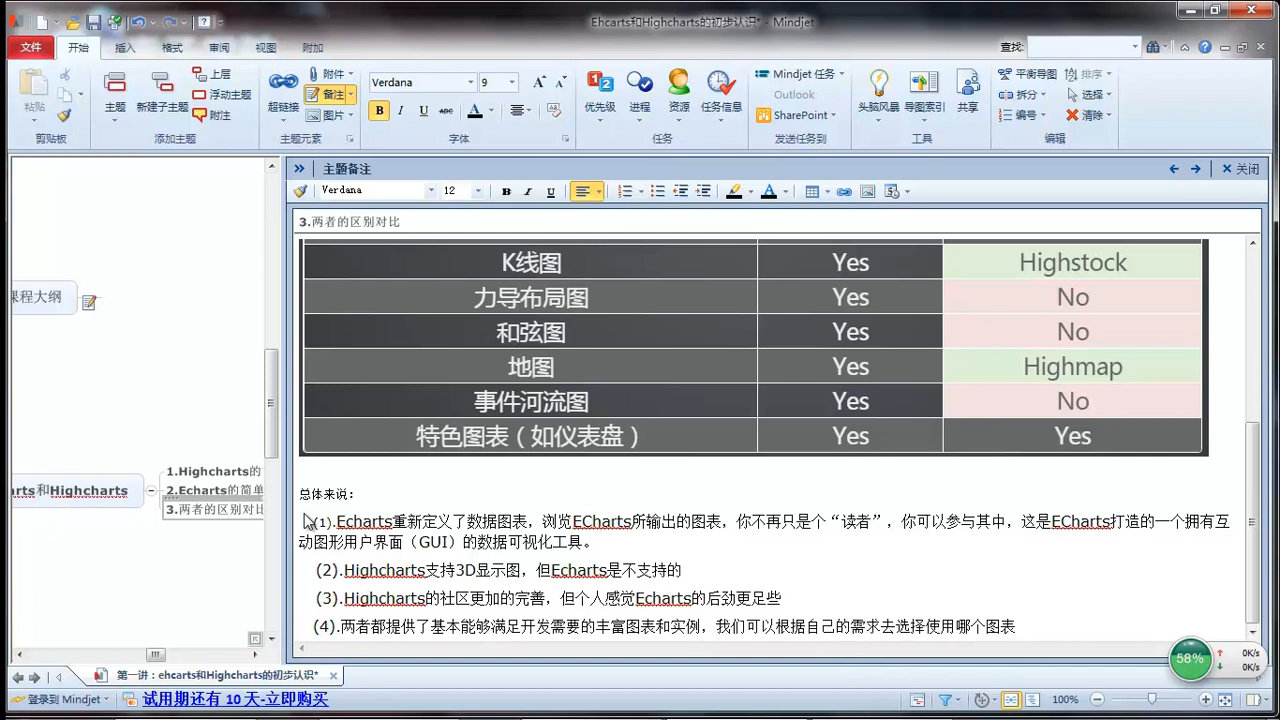 Ehcarts和Highcharts的初步认识* - Mindjet
文件 开始 插入 格式 审阅 视图 附加 查找:
粘贴 主题 新建子主题 上层 浮动主题 附注 超链接 附件 备注 图片
Verdana 9
B I U abc A
优先级 进程 资源 任务信息 Mindjet 任务 Outlook SharePoint
头脑风暴 导图索引 共享 平衡导图 拆分 编号 排序 选择 清除
剪贴板 添加主题 主题元素 字体 任务 发送任务到 工具 编辑
主题备注 关闭
Verdana 12 B I U A
3.两者的区别对比
K线图 Yes Highstock
力导布局图 Yes No
和弦图 Yes No
地图 Yes Highmap
事件河流图 Yes No
特色图表（如仪表盘） Yes Yes
课程大纲
arts和Highcharts
1.Highcharts的
2.Echarts的简单
3.两者的区别对比
总体来说：
(1).Echarts重新定义了数据图表，浏览ECharts所输出的图表，你不再只是个“读者”，你可以参与其中，这是ECharts打造的一个拥有互
动图形用户界面（GUI）的数据可视化工具。
(2).Highcharts支持3D显示图，但Echarts是不支持的
(3).Highcharts的社区更加的完善，但个人感觉Echarts的后劲更足些
(4).两者都提供了基本能够满足开发需要的丰富图表和实例，我们可以根据自己的需求去选择使用哪个图表
58% 0K/s
0K/s
第一讲：ehcarts和Highcharts的初步认识*
登录到 Mindjet 试用期还有 10 天-立即购买 100%